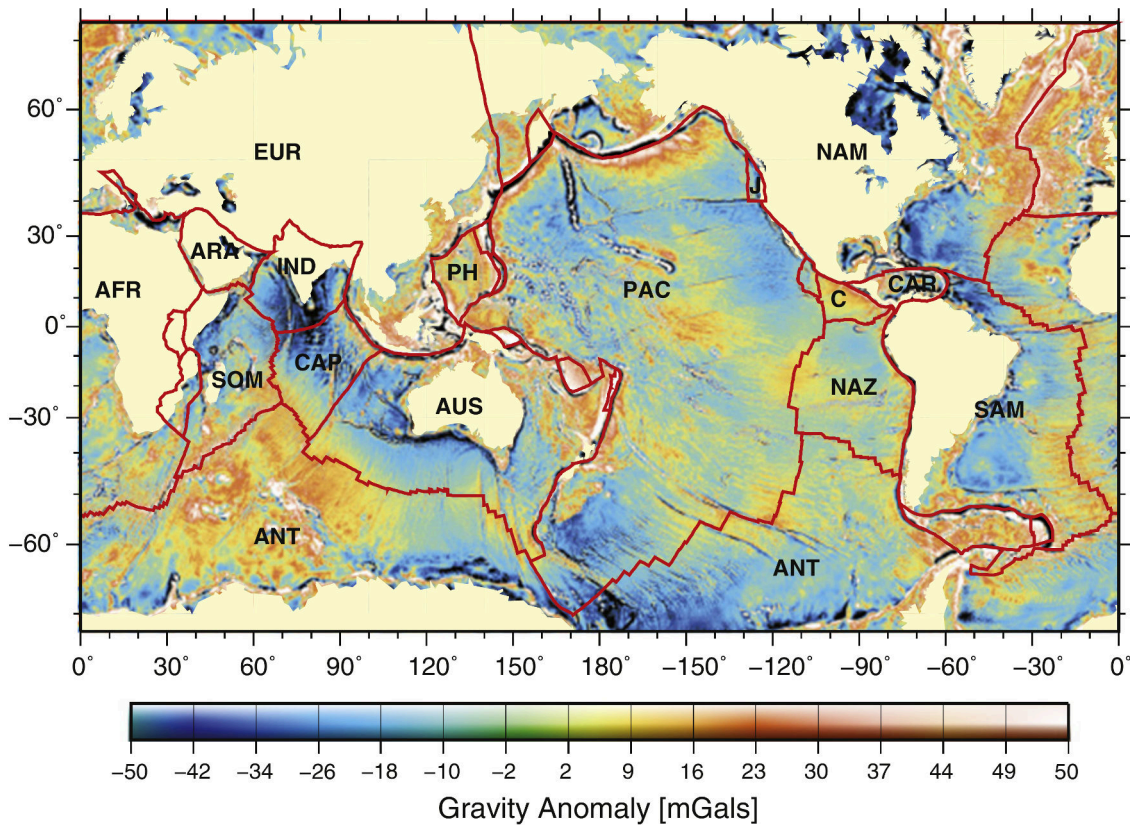 60°
30°
0°
−30°
−60°
EUR
NAM
J
ARA
IND
PH
AFR
PAC
C
CAR
CAP
SOM
AUS
NAZ
SAM
ANT
ANT
0° 30° 60° 90° 120° 150° 180° −150° −120° −90° −60° −30° 0°
−50 −42 −34 −26 −18 −10 −2 2 9 16 23 30 37 44 49 50
Gravity Anomaly [mGals]